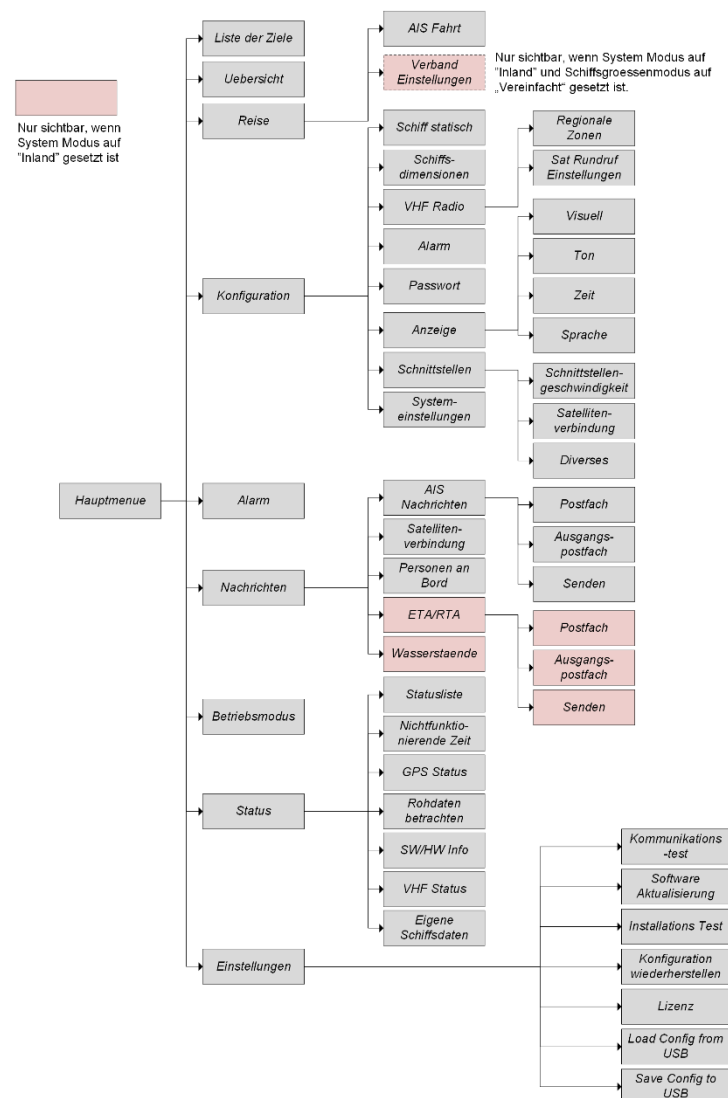 Nur sichtbar, wenn
System Modus auf
"Inland" gesetzt ist
Hauptmenue
Liste der Ziele
Uebersicht
Reise
AIS Fahrt
Verband
Einstellungen
Nur sichtbar, wenn System Modus auf
"Inland" und Schiffsgroessenmodus auf
„Vereinfacht" gesetzt ist.
Konfiguration
Schiff statisch
Schiffs-
dimensionen
VHF Radio
Regionale
Zonen
Sat Rundruf
Einstellungen
Alarm
Passwort
Anzeige
Visuell
Ton
Zeit
Sprache
Schnittstellen
Schnittstellen-
geschwindigkeit
Satelliten-
verbindung
Diverses
System-
einstellungen
Alarm
Nachrichten
AIS
Nachrichten
Postfach
Ausgangs-
postfach
Senden
Satelliten-
verbindung
Personen an
Bord
ETA/RTA
Postfach
Ausgangs-
postfach
Senden
Wasserstaende
Betriebsmodus
Status
Statusliste
Nichtfunktio-
nierende Zeit
GPS Status
Rohdaten
betrachten
SW/HW Info
VHF Status
Eigene
Schiffsdaten
Einstellungen
Kommunikations
-test
Software
Aktualisierung
Installations Test
Konfiguration
wiederherstellen
Lizenz
Load Config from
USB
Save Config to
USB